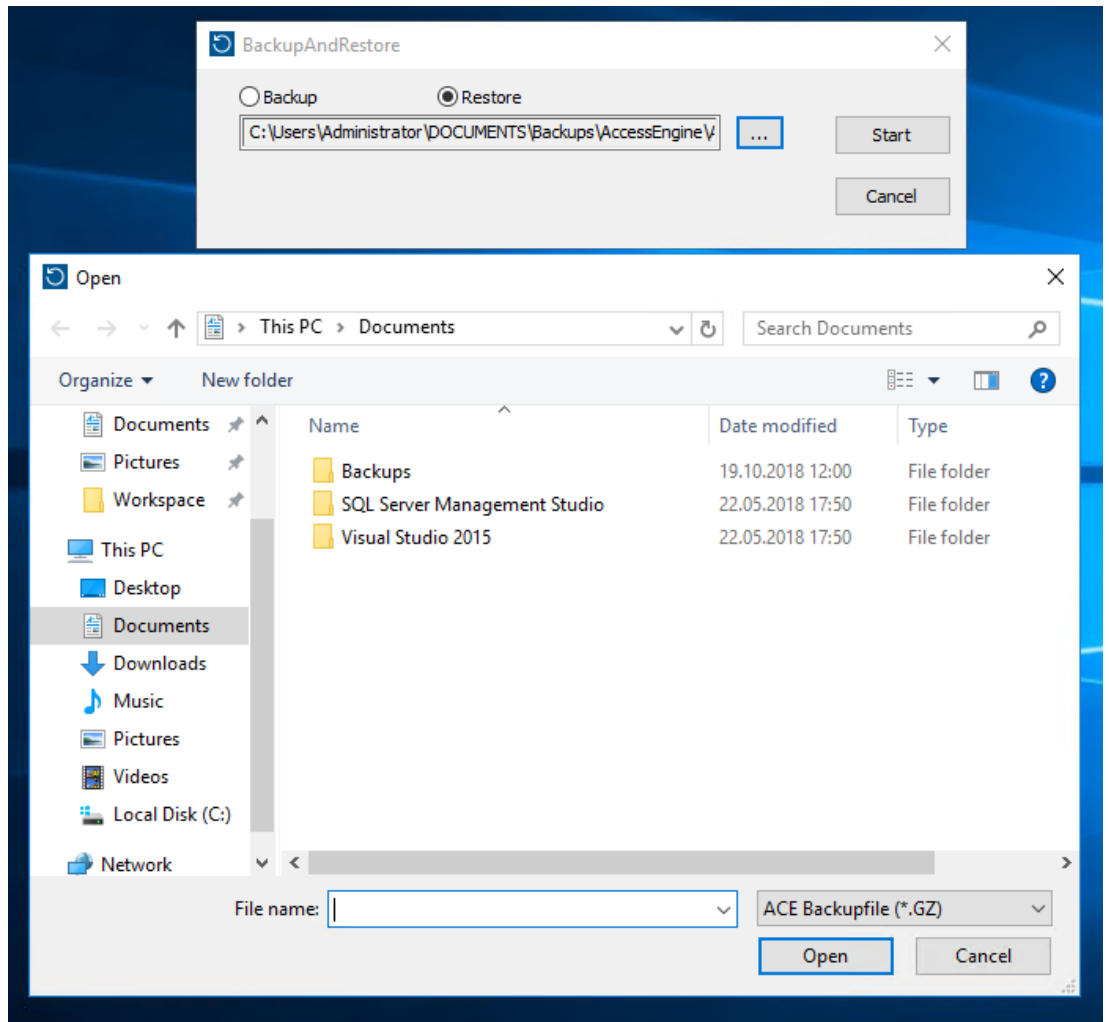 BackupAndRestore
Backup Restore
C:\Users\Administrator\DOCUMENTS\Backups\AccessEngine\ ... Start
Cancel
Open
This PC > Documents Search Documents
Organize New folder ?
Documents Name Date modified Type
Pictures Backups 19.10.2018 12:00 File folder
Workspace SQL Server Management Studio 22.05.2018 17:50 File folder
This PC Visual Studio 2015 22.05.2018 17:50 File folder
Desktop
Documents
Downloads
Music
Pictures
Videos
Local Disk (C:)
Network
File name: ACE Backupfile (*.GZ)
Open Cancel